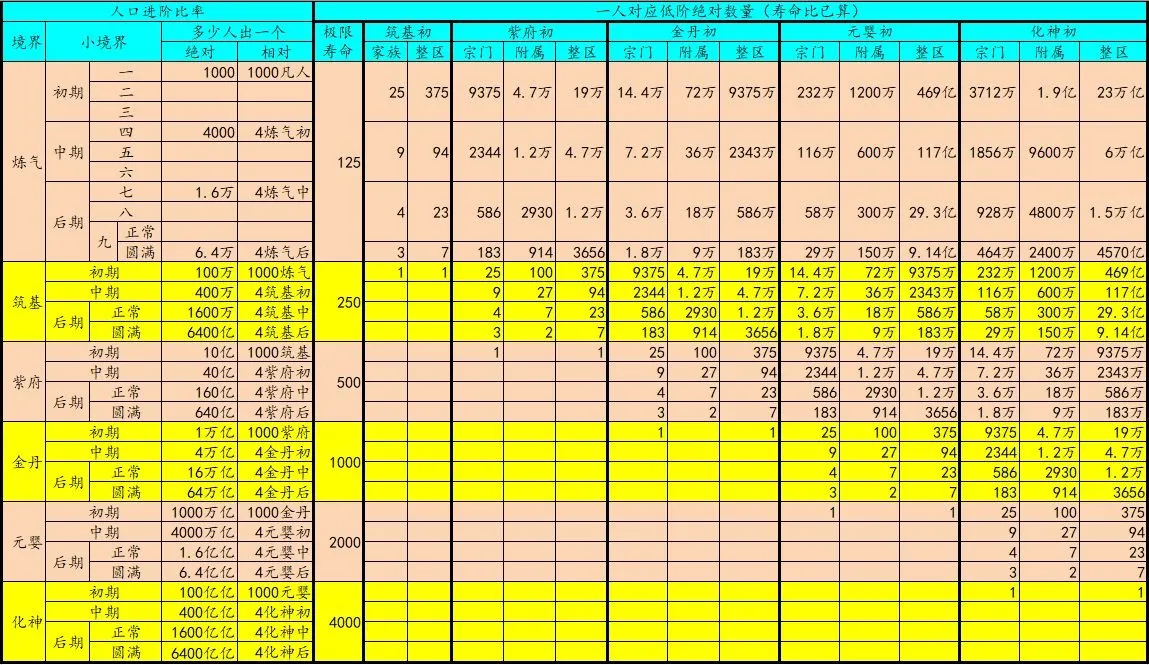 人口进阶比率 一人对应低阶绝对数量（寿命比已算）
境界 小境界 多少人出一个 极限寿命 筑基初 紫府初 金丹初 元婴初 化神初
绝对 相对 家族 整区 宗门 附属 整区 宗门 附属 整区 宗门 附属 整区 宗门 附属 整区
炼气 初期 一 1000 1000凡人 125 25 375 9375 4.7万 19万 14.4万 72万 9375万 232万 1200万 469亿 3712万 1.9亿 23万亿
二
三
中期 四 4000 4炼气初 9 94 2344 1.2万 4.7万 7.2万 36万 2343万 116万 600万 117亿 1856万 9600万 6万亿
五
六
后期 七 1.6万 4炼气中 4 23 586 2930 1.2万 3.6万 18万 586万 58万 300万 29.3亿 928万 4800万 1.5万亿
八
九 正常
圆满 6.4万 4炼气后 3 7 183 914 3656 1.8万 9万 183万 29万 150万 9.14亿 464万 2400万 4570亿
筑基 初期 100万 1000炼气 250 1 1 25 100 375 9375 4.7万 19万 14.4万 72万 9375万 232万 1200万 469亿
中期 400万 4筑基初 9 27 94 2344 1.2万 4.7万 7.2万 36万 2343万 116万 600万 117亿
后期 正常 1600万 4筑基中 4 7 23 586 2930 1.2万 3.6万 18万 586万 58万 300万 29.3亿
圆满 6400亿 4筑基后 3 2 7 183 914 3656 1.8万 9万 183万 29万 150万 9.14亿
紫府 初期 10亿 1000筑基 500 1 1 25 100 375 9375 4.7万 19万 14.4万 72万 9375万
中期 40亿 4紫府初 9 27 94 2344 1.2万 4.7万 7.2万 36万 2343万
后期 正常 160亿 4紫府中 4 7 23 586 2930 1.2万 3.6万 18万 586万
圆满 640亿 4紫府后 3 2 7 183 914 3656 1.8万 9万 183万
金丹 初期 1万亿 1000紫府 1000 1 1 25 100 375 9375 4.7万 19万
中期 4万亿 4金丹初 9 27 94 2344 1.2万 4.7万
后期 正常 16万亿 4金丹中 4 7 23 586 2930 1.2万
圆满 64万亿 4金丹后 3 2 7 183 914 3656
元婴 初期 1000万亿 1000金丹 2000 1 1 25 100 375
中期 4000万亿 4元婴初 9 27 94
后期 正常 1.6亿亿 4元婴中 4 7 23
圆满 6.4亿亿 4元婴后 3 2 7
化神 初期 100亿亿 1000元婴 4000 1 1
中期 400亿亿 4化神初
后期 正常 1600亿亿 4化神中
圆满 6400亿亿 4化神后